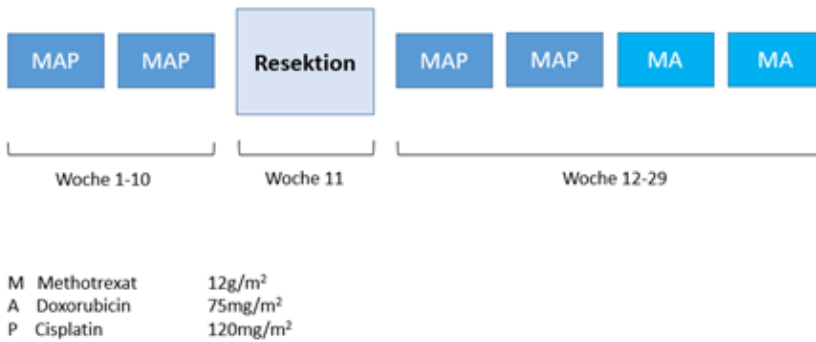 MAP MAP Resektion MAP MAP MA MA
Woche 1-10 Woche 11 Woche 12-29
M Methotrexat 12g/m²
A Doxorubicin 75mg/m²
P Cisplatin 120mg/m²